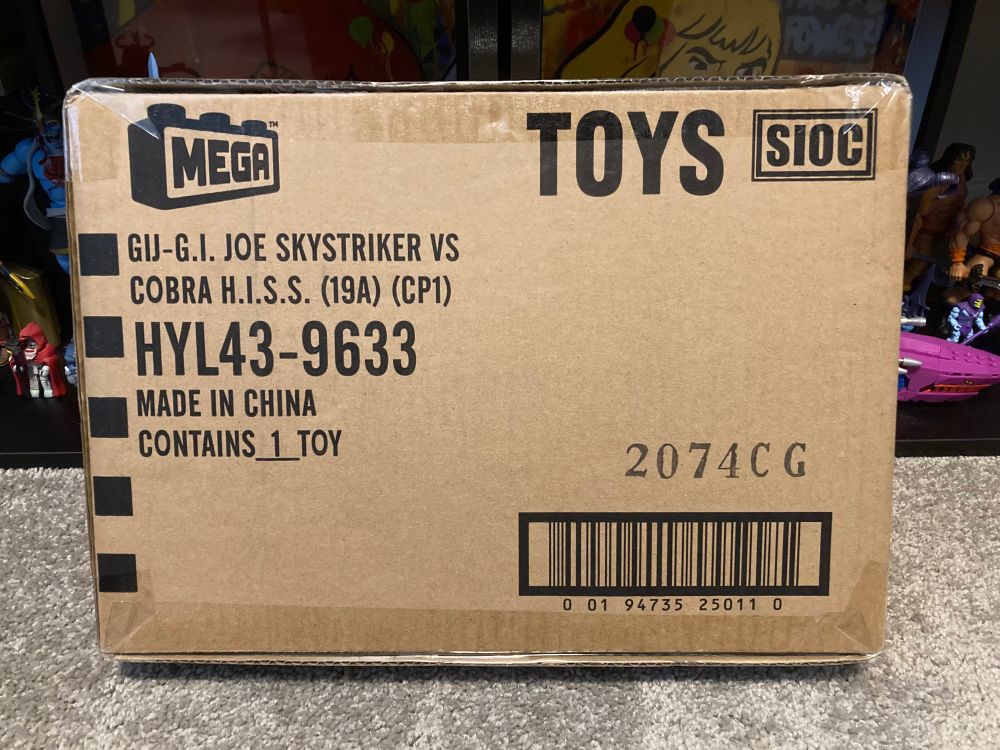 MEGA™
TOYS
SIOC
GIJ-G.I. JOE SKYSTRIKER VS
COBRA H.I.S.S. (19A) (CP1)
HYL43-9633
MADE IN CHINA
CONTAINS 1 TOY
2074CG
0 01 94735 25011 0